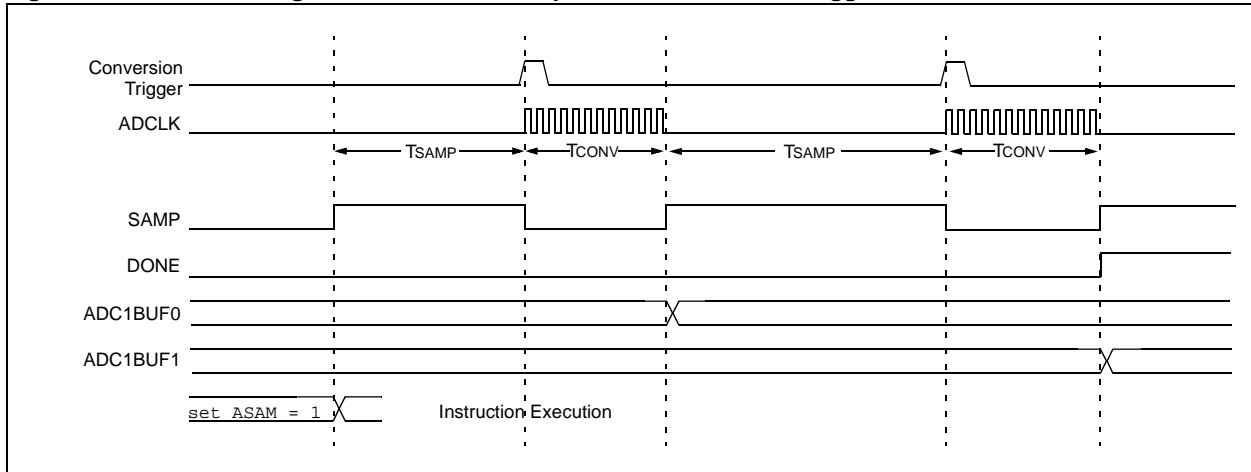 Conversion
Trigger
ADCLK
TSAMP
TCONV
TSAMP
TCONV
SAMP
DONE
ADC1BUF0
ADC1BUF1
set ASAM = 1
Instruction Execution